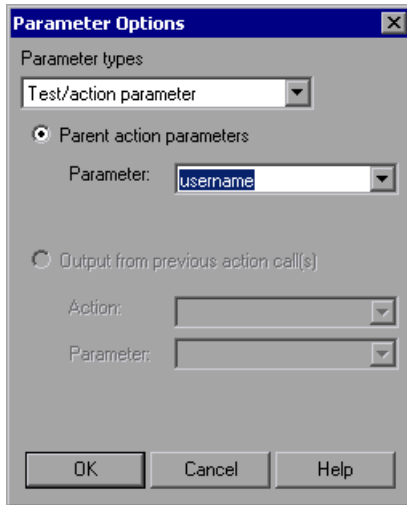 Parameter Options
Parameter types
Test/action parameter
Parent action parameters
Parameter: username
Output from previous action call(s)
Action:
Parameter:
OK Cancel Help